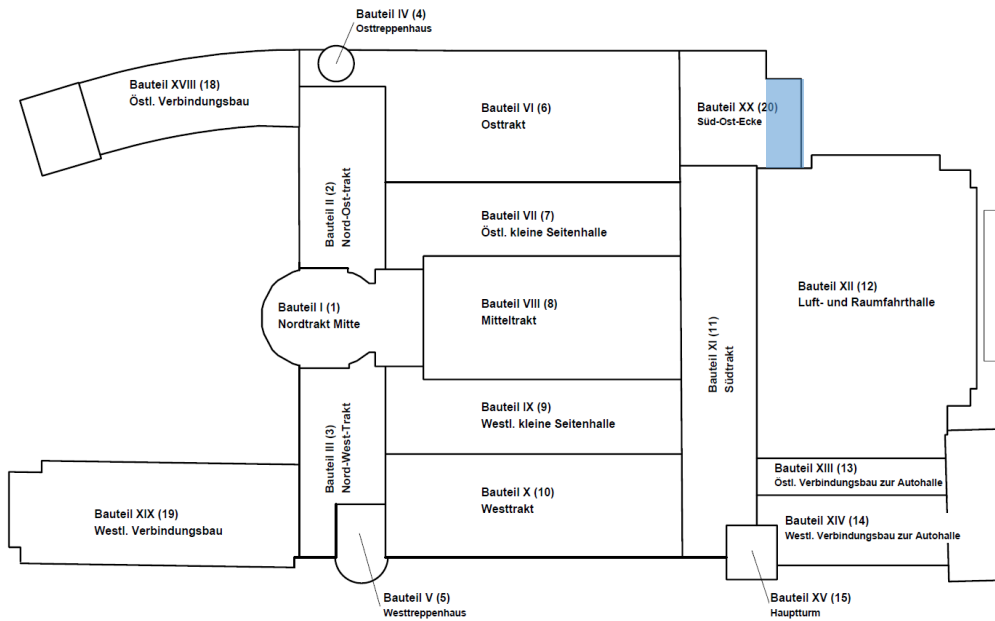 Bauteil IV (4)
Osttreppenhaus
Bauteil XVIII (18)
Östl. Verbindungsbau
Bauteil VI (6)
Osttrakt
Bauteil XX (20)
Süd-Ost-Ecke
Bauteil II (2)
Nord-Ost-trakt
Bauteil VII (7)
Östl. kleine Seitenhalle
Bauteil I (1)
Nordtrakt Mitte
Bauteil VIII (8)
Mitteltrakt
Bauteil XI (11)
Südtrakt
Bauteil XII (12)
Luft- und Raumfahrthalle
Bauteil III (3)
Nord-West-Trakt
Bauteil IX (9)
Westl. kleine Seitenhalle
Bauteil XIII (13)
Östl. Verbindungsbau zur Autohalle
Bauteil XIX (19)
Westl. Verbindungsbau
Bauteil X (10)
Westtrakt
Bauteil XIV (14)
Westl. Verbindungsbau zur Autohalle
Bauteil V (5)
Westtreppenhaus
Bauteil XV (15)
Hauptturm